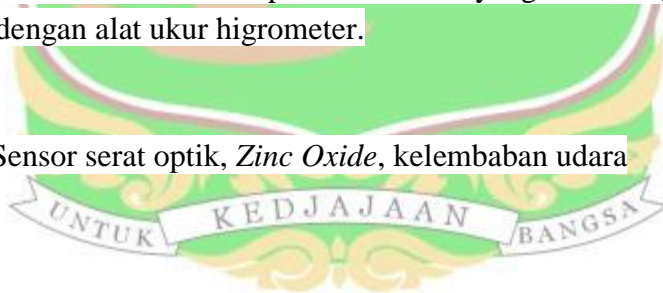 dengan alat ukur higrometer.
Sensor serat optik, Zinc Oxide, kelembaban udara
UNTUK KEDJAJAAN BANGSA